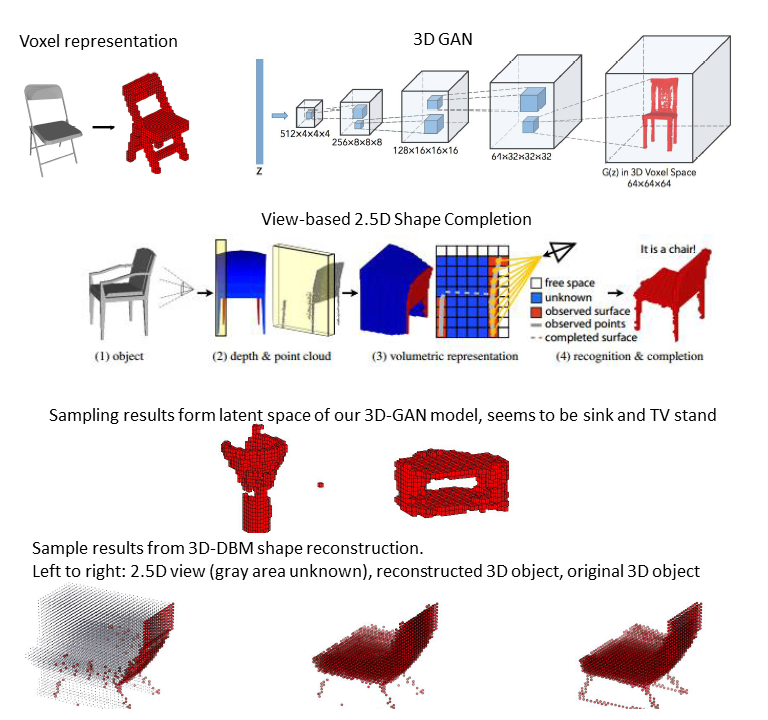 Voxel representation
3D GAN
z
512×4×4×4
256×8×8×8
128×16×16×16
64×32×32×32
G(z) in 3D Voxel Space
64×64×64
View-based 2.5D Shape Completion
It is a chair!
free space
unknown
observed surface
observed points
completed surface
(1) object
(2) depth & point cloud
(3) volumetric representation
(4) recognition & completion
Sampling results form latent space of our 3D-GAN model, seems to be sink and TV stand
Sample results from 3D-DBM shape reconstruction.
Left to right: 2.5D view (gray area unknown), reconstructed 3D object, original 3D object